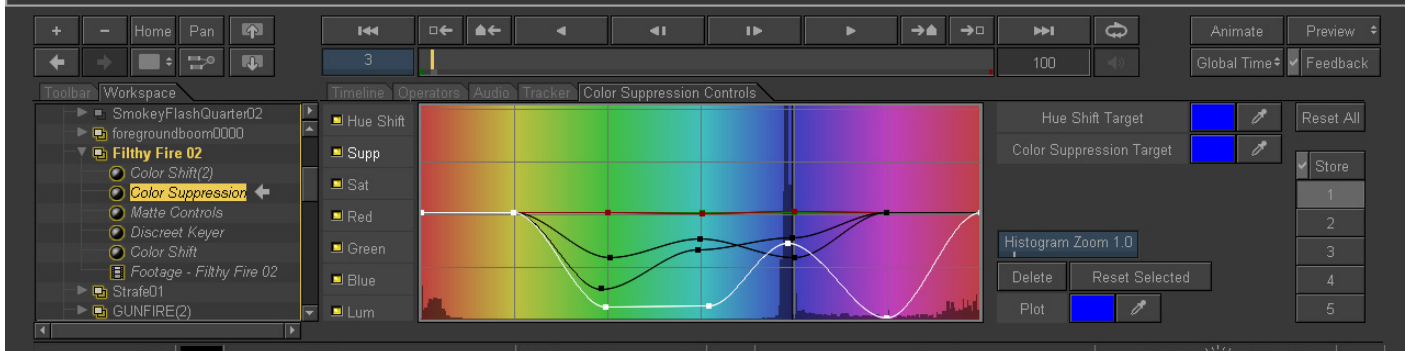 + - Home Pan
3 100
Animate Preview
Global Time Feedback
Toolbar Workspace
Timeline Operators Audio Tracker Color Suppression Controls
SmokeyFlashQuarter02
foregroundboom0000
Filthy Fire 02
Color Shift(2)
Color Suppression
Matte Controls
Discreet Keyer
Color Shift
Footage - Filthy Fire 02
Strafe01
GUNFIRE(2)
Hue Shift
Supp
Sat
Red
Green
Blue
Lum
Hue Shift Target
Color Suppression Target
Histogram Zoom 1.0
Delete Reset Selected
Plot
Reset All
Store
1
2
3
4
5